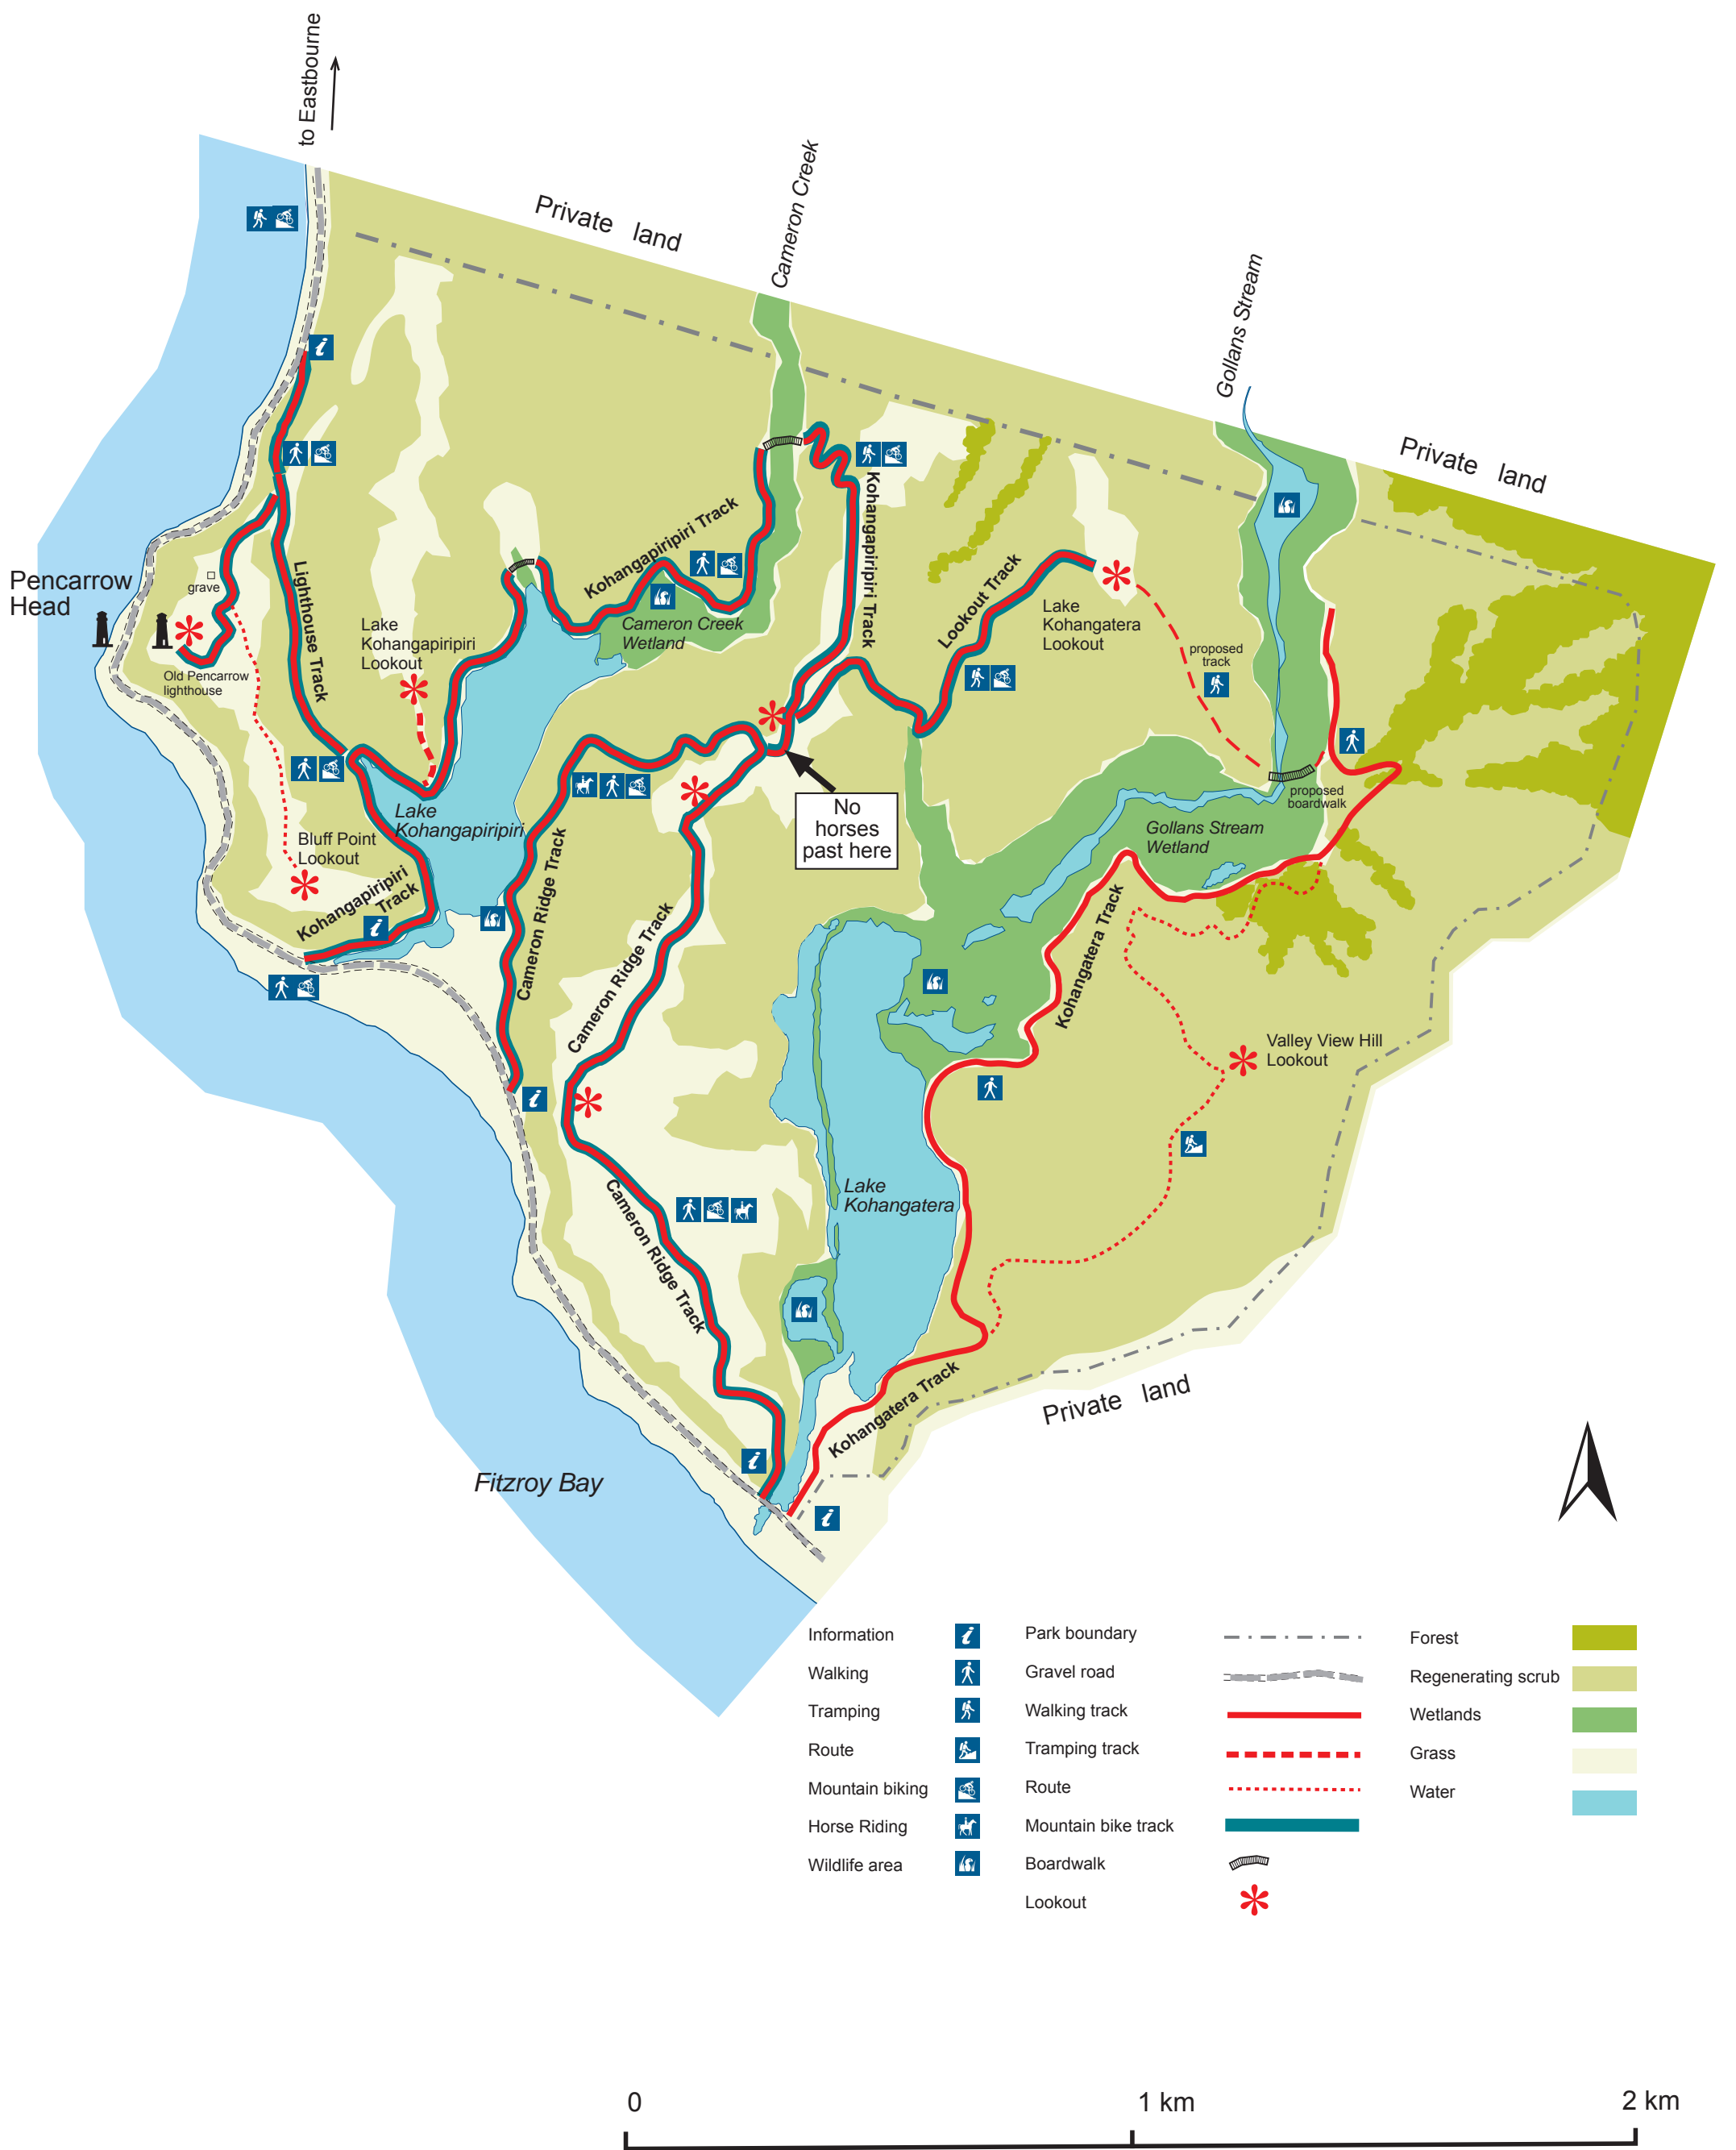 to Eastbourne
Cameron Creek
Private land
Gollans Stream
Private land
Pencarrow
Head
grave
Old Pencarrow
lighthouse
Lighthouse Track
Lake
Kohangapiripiri
Lookout
Kohangapiripiri Track
Cameron Creek
Wetland
Kohangapiripiri Track
Lookout Track
Lake
Kohangatera
Lookout
proposed
track
proposed
boardwalk
Gollans Stream
Wetland
No
horses
past here
Lake
Kohangapiripiri
Bluff Point
Lookout
Kohangapiripiri
Track
Cameron Ridge Track
Cameron Ridge Track
Kohangatera Track
Valley View Hill
Lookout
Lake
Kohangatera
Cameron Ridge Track
Kohangatera Track
Private land
Fitzroy Bay
Information
Walking
Tramping
Route
Mountain biking
Horse Riding
Wildlife area
Park boundary
Gravel road
Walking track
Tramping track
Route
Mountain bike track
Boardwalk
Lookout
Forest
Regenerating scrub
Wetlands
Grass
Water
0 1 km 2 km